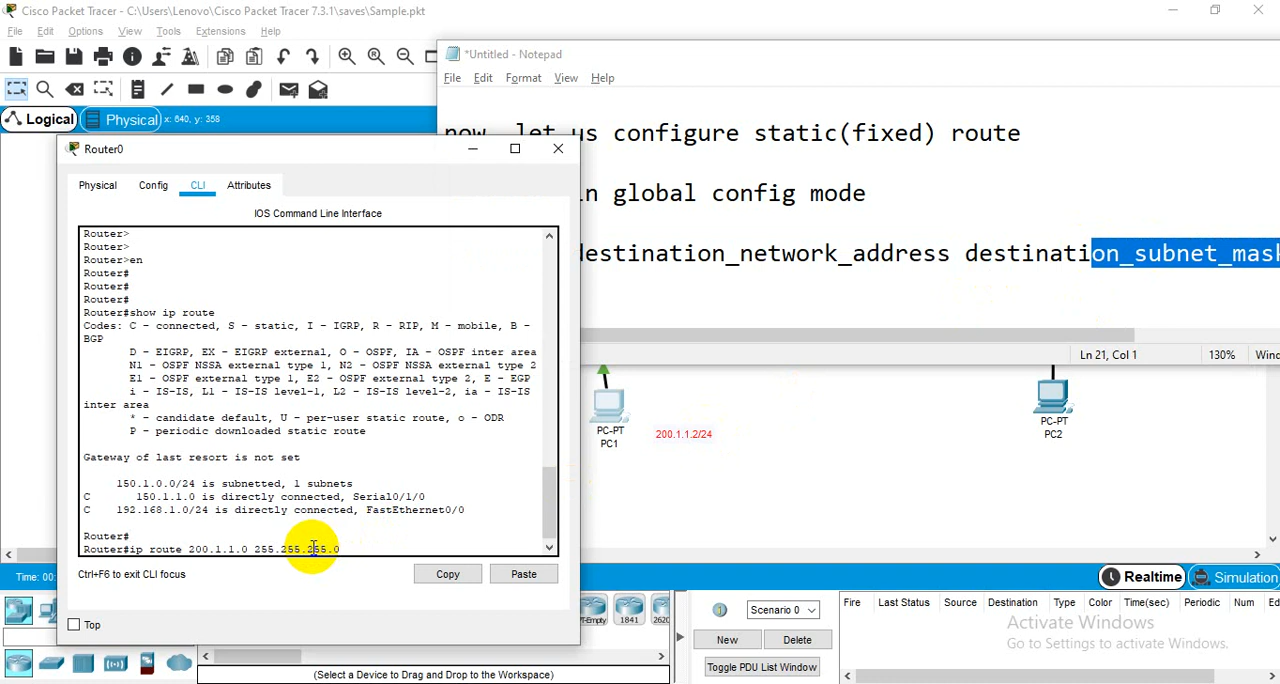 Cisco Packet Tracer - C:\Users\Lenovo\Cisco Packet Tracer 7.3.1\saves\Sample.pkt
File Edit Options View Tools Extensions Help
*Untitled - Notepad
File Edit Format View Help
Logical Physical x: 640, y: 358
now let us configure static(fixed) route
in global config mode
destination_network_address destination_subnet_mask
Ln 21, Col 1 130% Wind
Router0
Physical Config CLI Attributes
IOS Command Line Interface
Router>
Router>
Router>en
Router#
Router#
Router#
Router#show ip route
Codes: C - connected, S - static, I - IGRP, R - RIP, M - mobile, B -
BGP
D - EIGRP, EX - EIGRP external, O - OSPF, IA - OSPF inter area
N1 - OSPF NSSA external type 1, N2 - OSPF NSSA external type 2
E1 - OSPF external type 1, E2 - OSPF external type 2, E - EGP
i - IS-IS, L1 - IS-IS level-1, L2 - IS-IS level-2, ia - IS-IS
inter area
* - candidate default, U - per-user static route, o - ODR
P - periodic downloaded static route
Gateway of last resort is not set
150.1.0.0/24 is subnetted, 1 subnets
C 150.1.1.0 is directly connected, Serial0/1/0
C 192.168.1.0/24 is directly connected, FastEthernet0/0
Router#
Router#ip route 200.1.1.0 255.255.255.0
Ctrl+F6 to exit CLI focus
Copy Paste
Top
PC-PT
PC1
200.1.1.2/24
PC-PT
PC2
Time: 00:
Realtime Simulation
PT-Empty 1841 2620
(Select a Device to Drag and Drop to the Workspace)
Scenario 0
New Delete
Toggle PDU List Window
Fire Last Status Source Destination Type Color Time(sec) Periodic Num Ed
Activate Windows
Go to Settings to activate Windows.